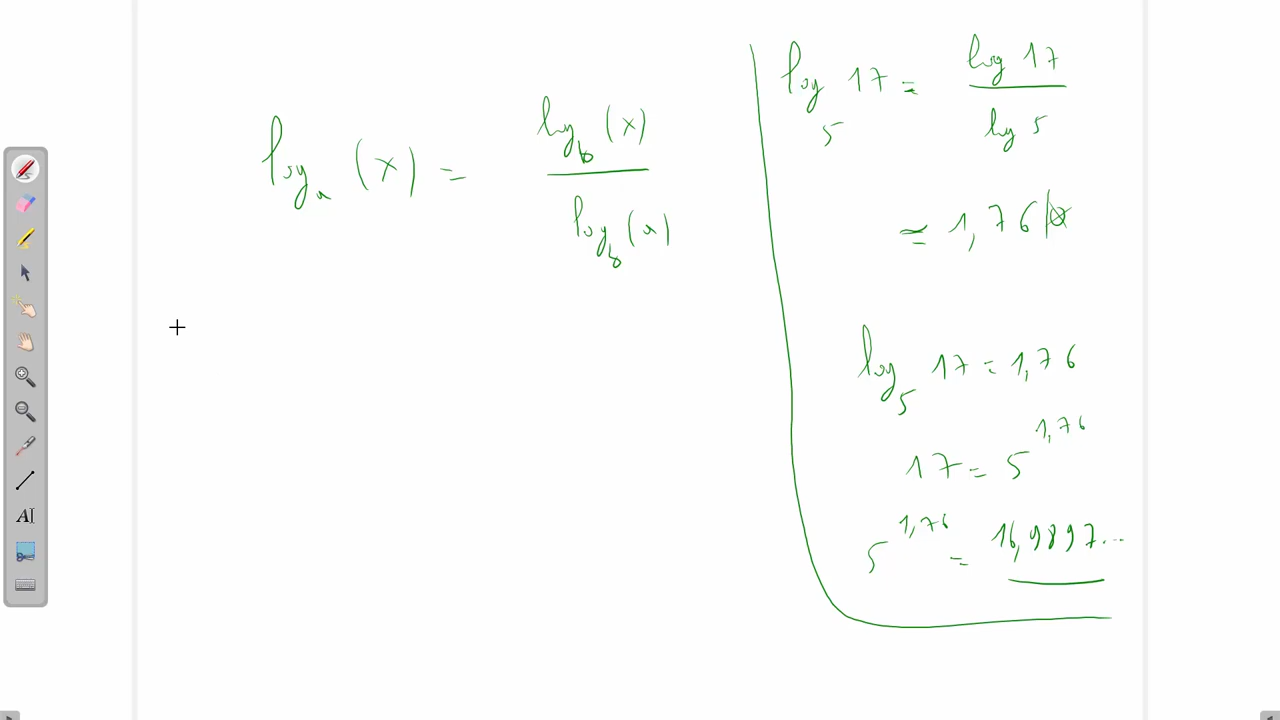 log_a (x) = log_b (x) / log_b (a)
log_5 17 = log 17 / log 5
≃ 1,76
log_5 17 = 1,76
17 = 5^1,76
5^1,76 = 16,9897...
AI